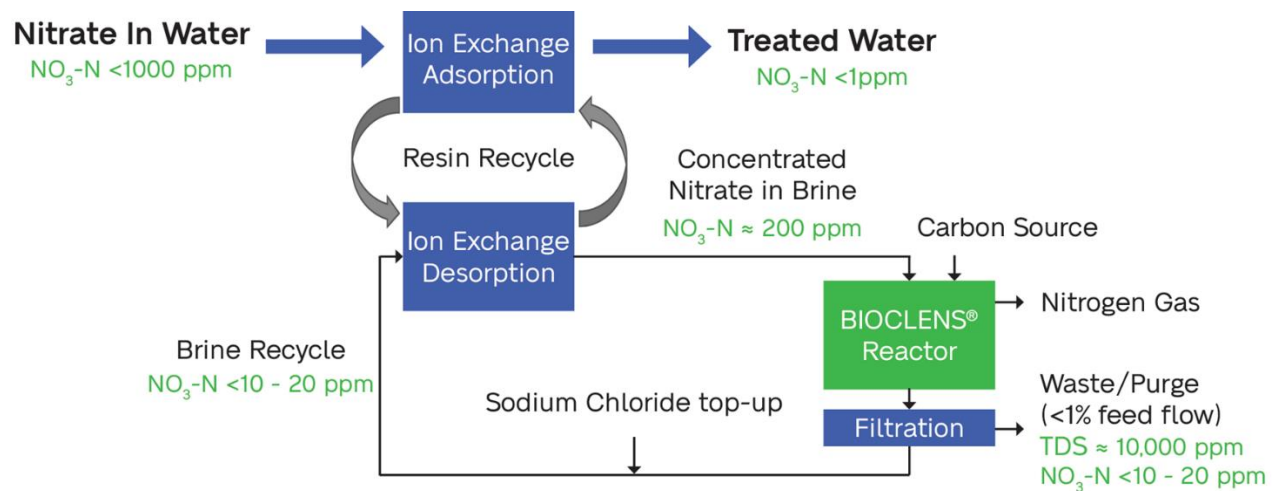 Nitrate In Water
NO₃-N <1000 ppm
Ion Exchange
Adsorption
Treated Water
NO₃-N <1ppm
Resin Recycle
Concentrated
Nitrate in Brine
NO₃-N ≈ 200 ppm
Carbon Source
Ion Exchange
Desorption
BIOCLENS®
Reactor
Nitrogen Gas
Brine Recycle
NO₃-N <10 - 20 ppm
Sodium Chloride top-up
Filtration
Waste/Purge
(<1% feed flow)
TDS ≈ 10,000 ppm
NO₃-N <10 - 20 ppm